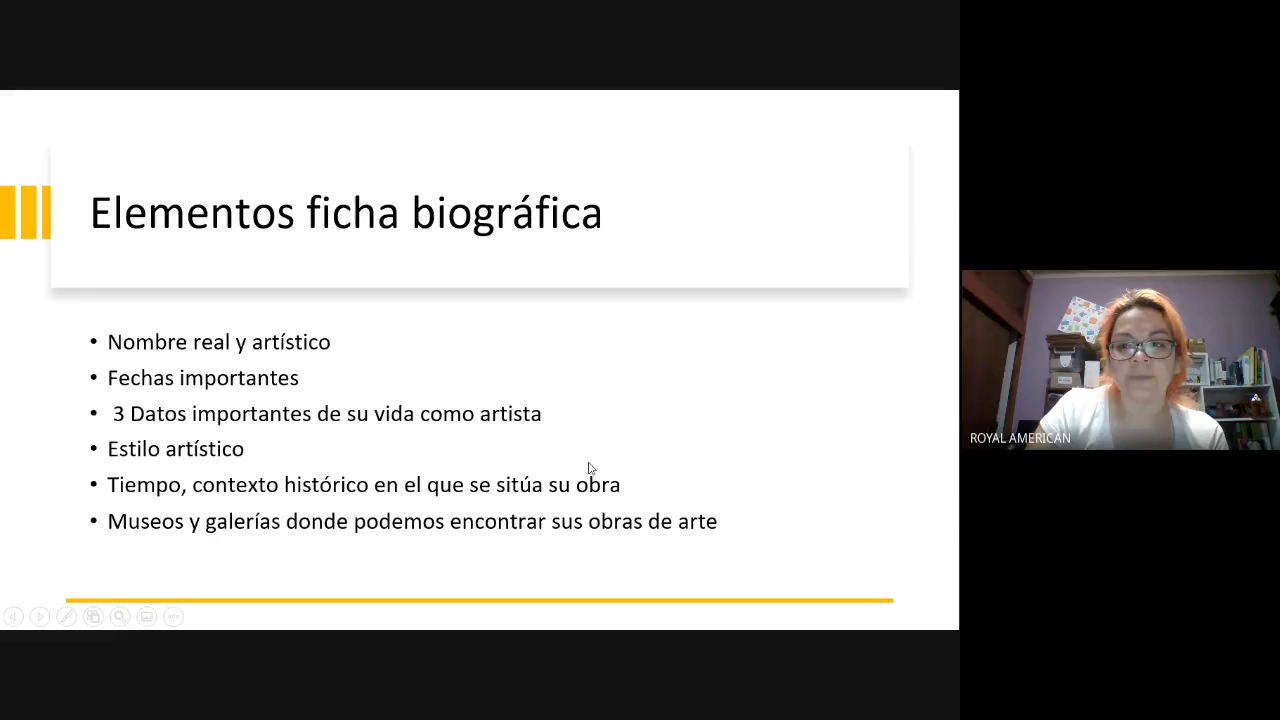 Elementos ficha biográfica
• Nombre real y artístico
• Fechas importantes
• 3 Datos importantes de su vida como artista
• Estilo artístico
• Tiempo, contexto histórico en el que se sitúa su obra
• Museos y galerías donde podemos encontrar sus obras de arte
ROYAL AMERICAN